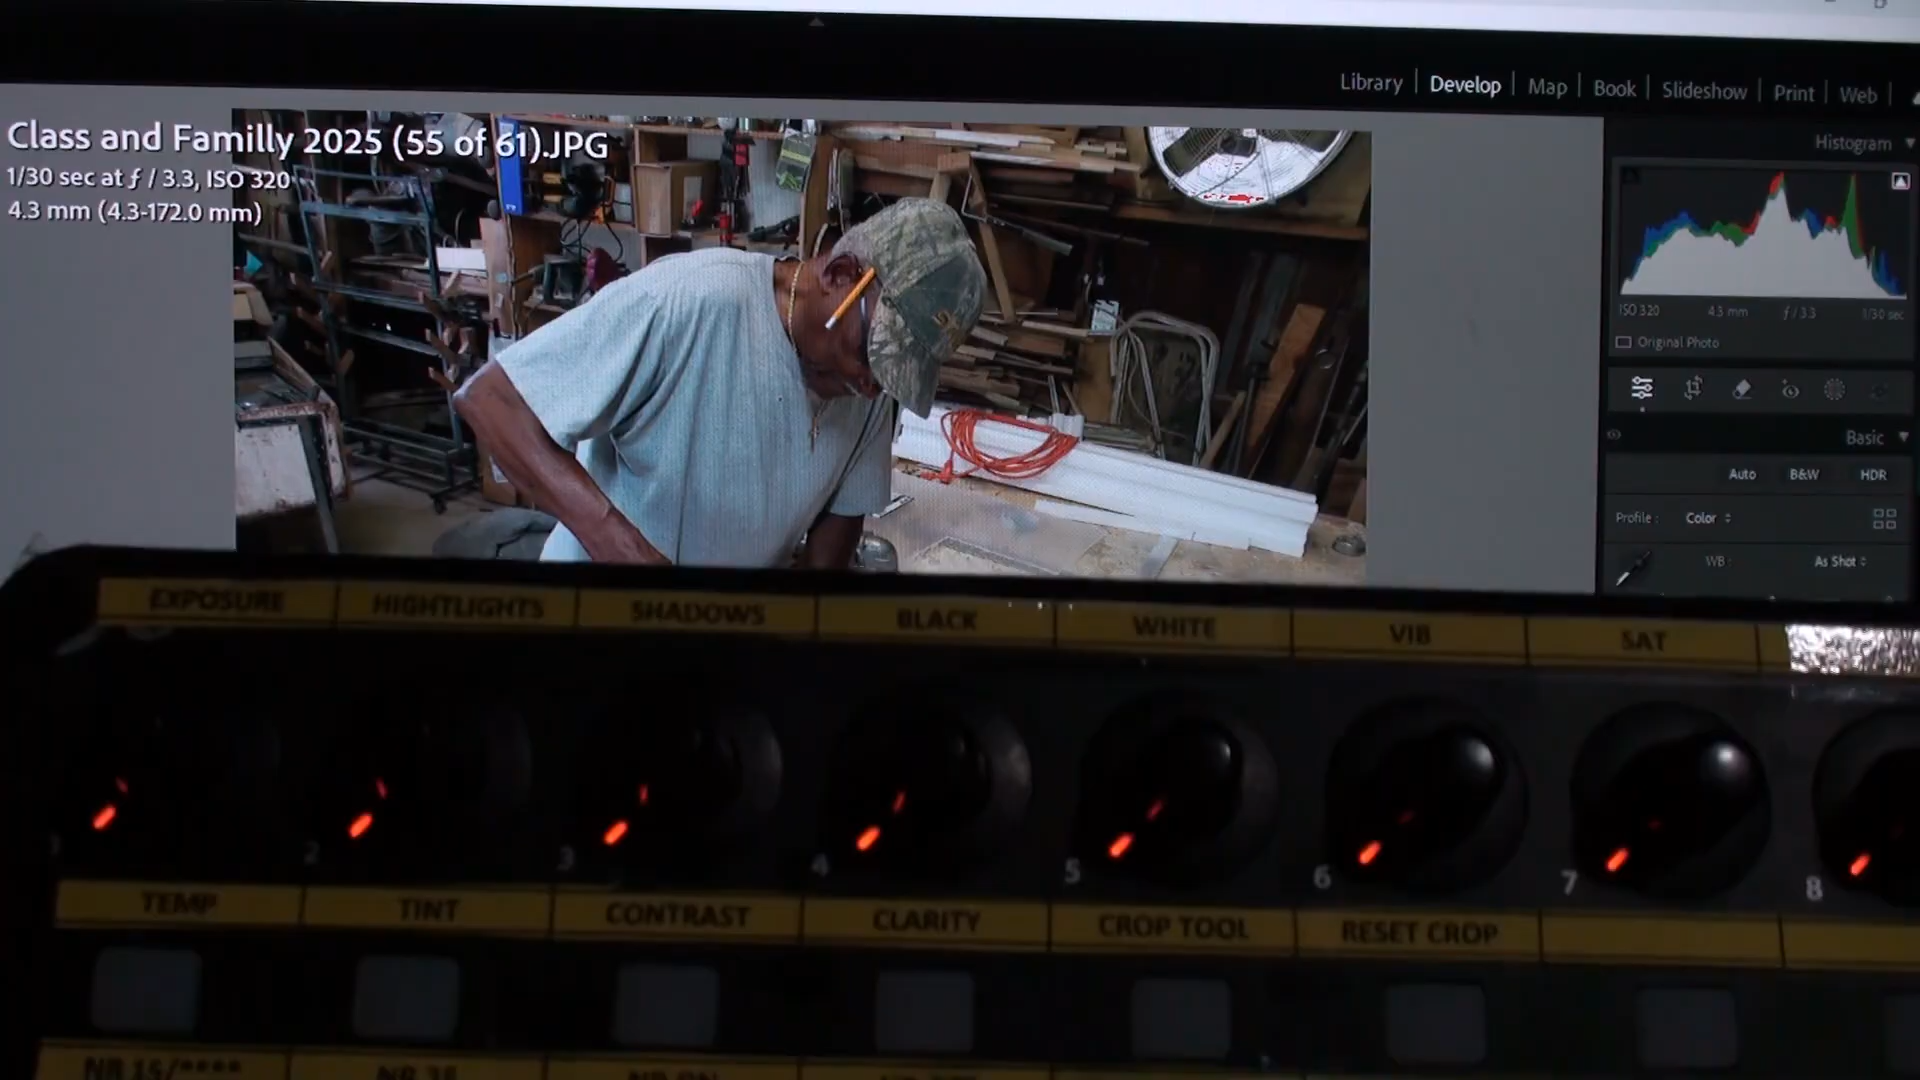 Library | Develop | Map | Book | Slideshow | Print | Web |
Class and Familly 2025 (55 of 61).JPG
1/30 sec at ƒ / 3.3, ISO 320
4.3 mm (4.3-172.0 mm)
Histogram
ISO 320 4.3 mm ƒ / 3.3 1/30 sec
Original Photo
Basic
Auto B&W HDR
Profile : Color
WB : As Shot
EXPOSURE HIGHTLIGHTS SHADOWS BLACK WHITE VIB SAT
1 2 3 4 5 6 7 8
TEMP TINT CONTRAST CLARITY CROP TOOL RESET CROP
NR 15/****